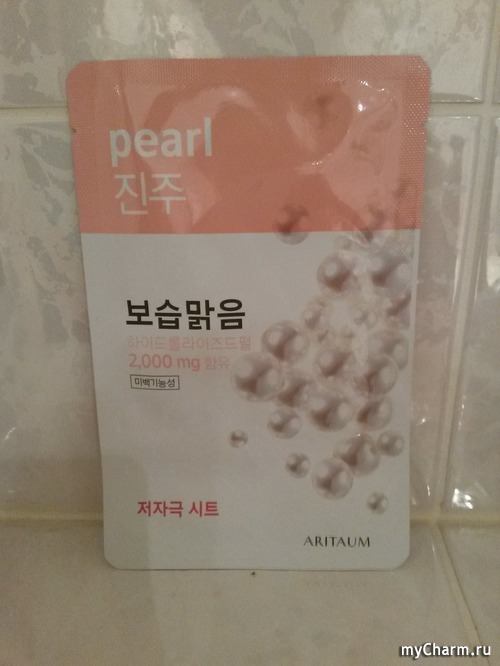 pearl
진주
보습맑음
하이드롤라이즈드펄
2,000 mg 함유
미백기능성
저자극 시트
ARITAUM
myCharm.ru